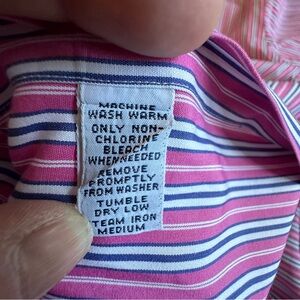 MACHINE
WASH WARM
ONLY NON-
CHLORINE
BLEACH
WHEN NEEDED
REMOVE
PROMPTLY
FROM WASHER
TUMBLE
DRY LOW
TEAM IRON
MEDIUM